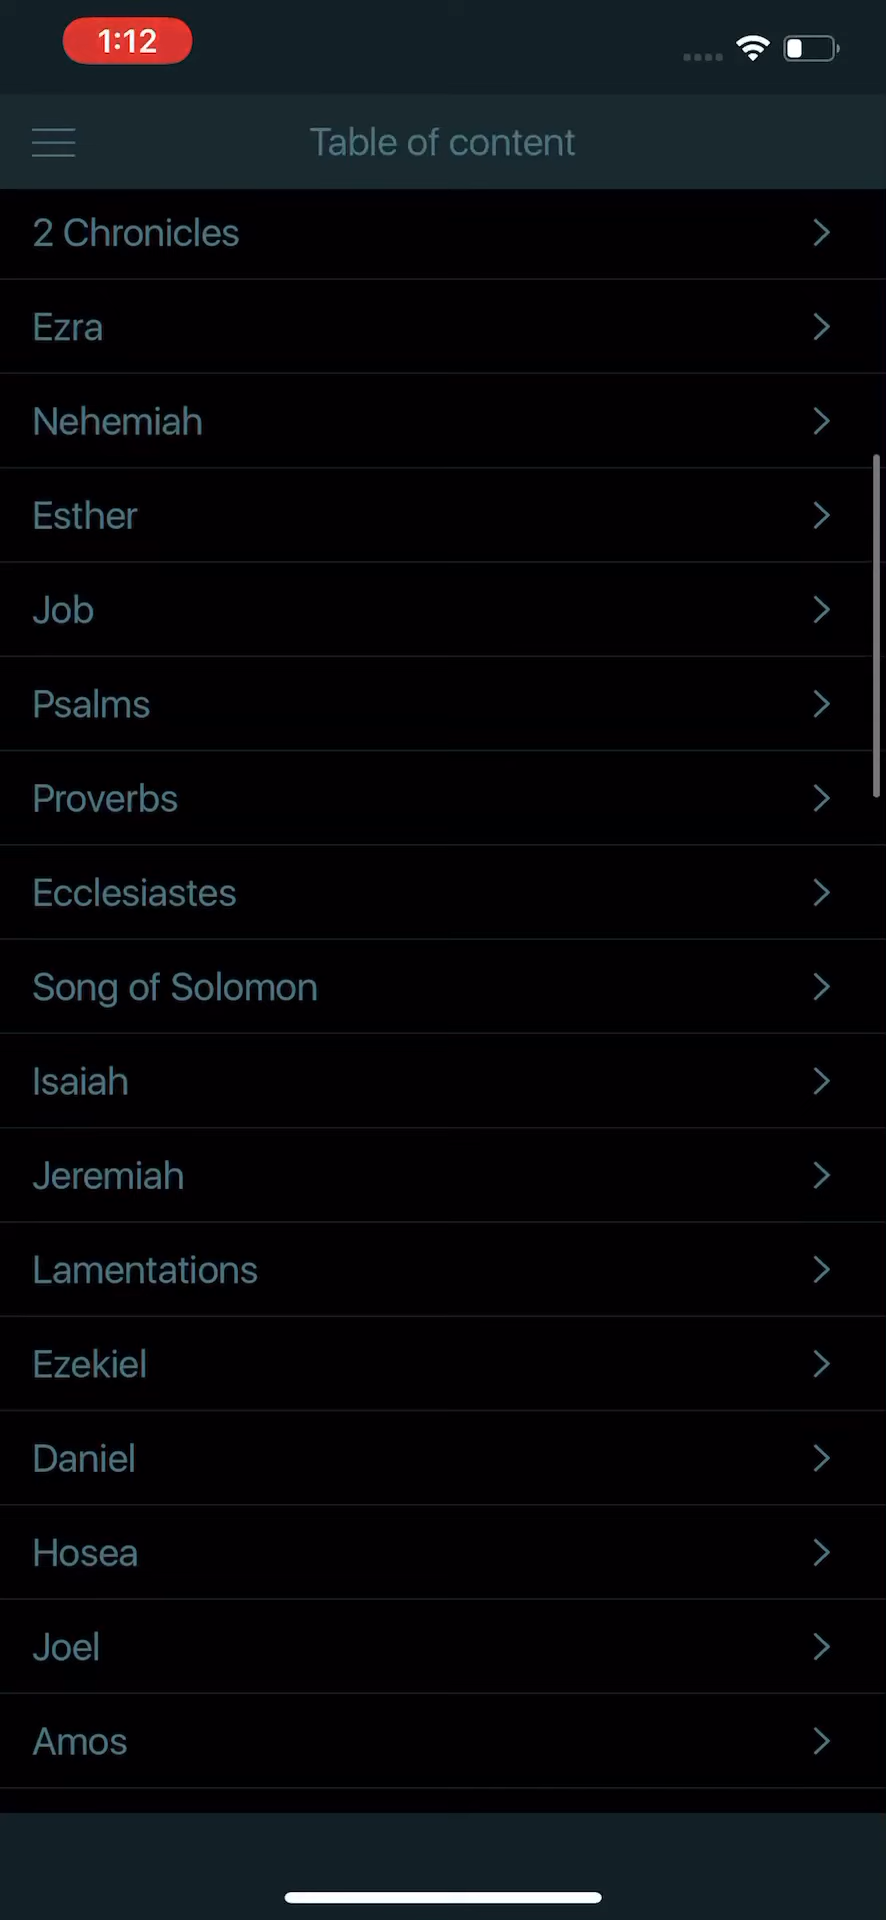 1:12
Table of content
2 Chronicles
Ezra
Nehemiah
Esther
Job
Psalms
Proverbs
Ecclesiastes
Song of Solomon
Isaiah
Jeremiah
Lamentations
Ezekiel
Daniel
Hosea
Joel
Amos